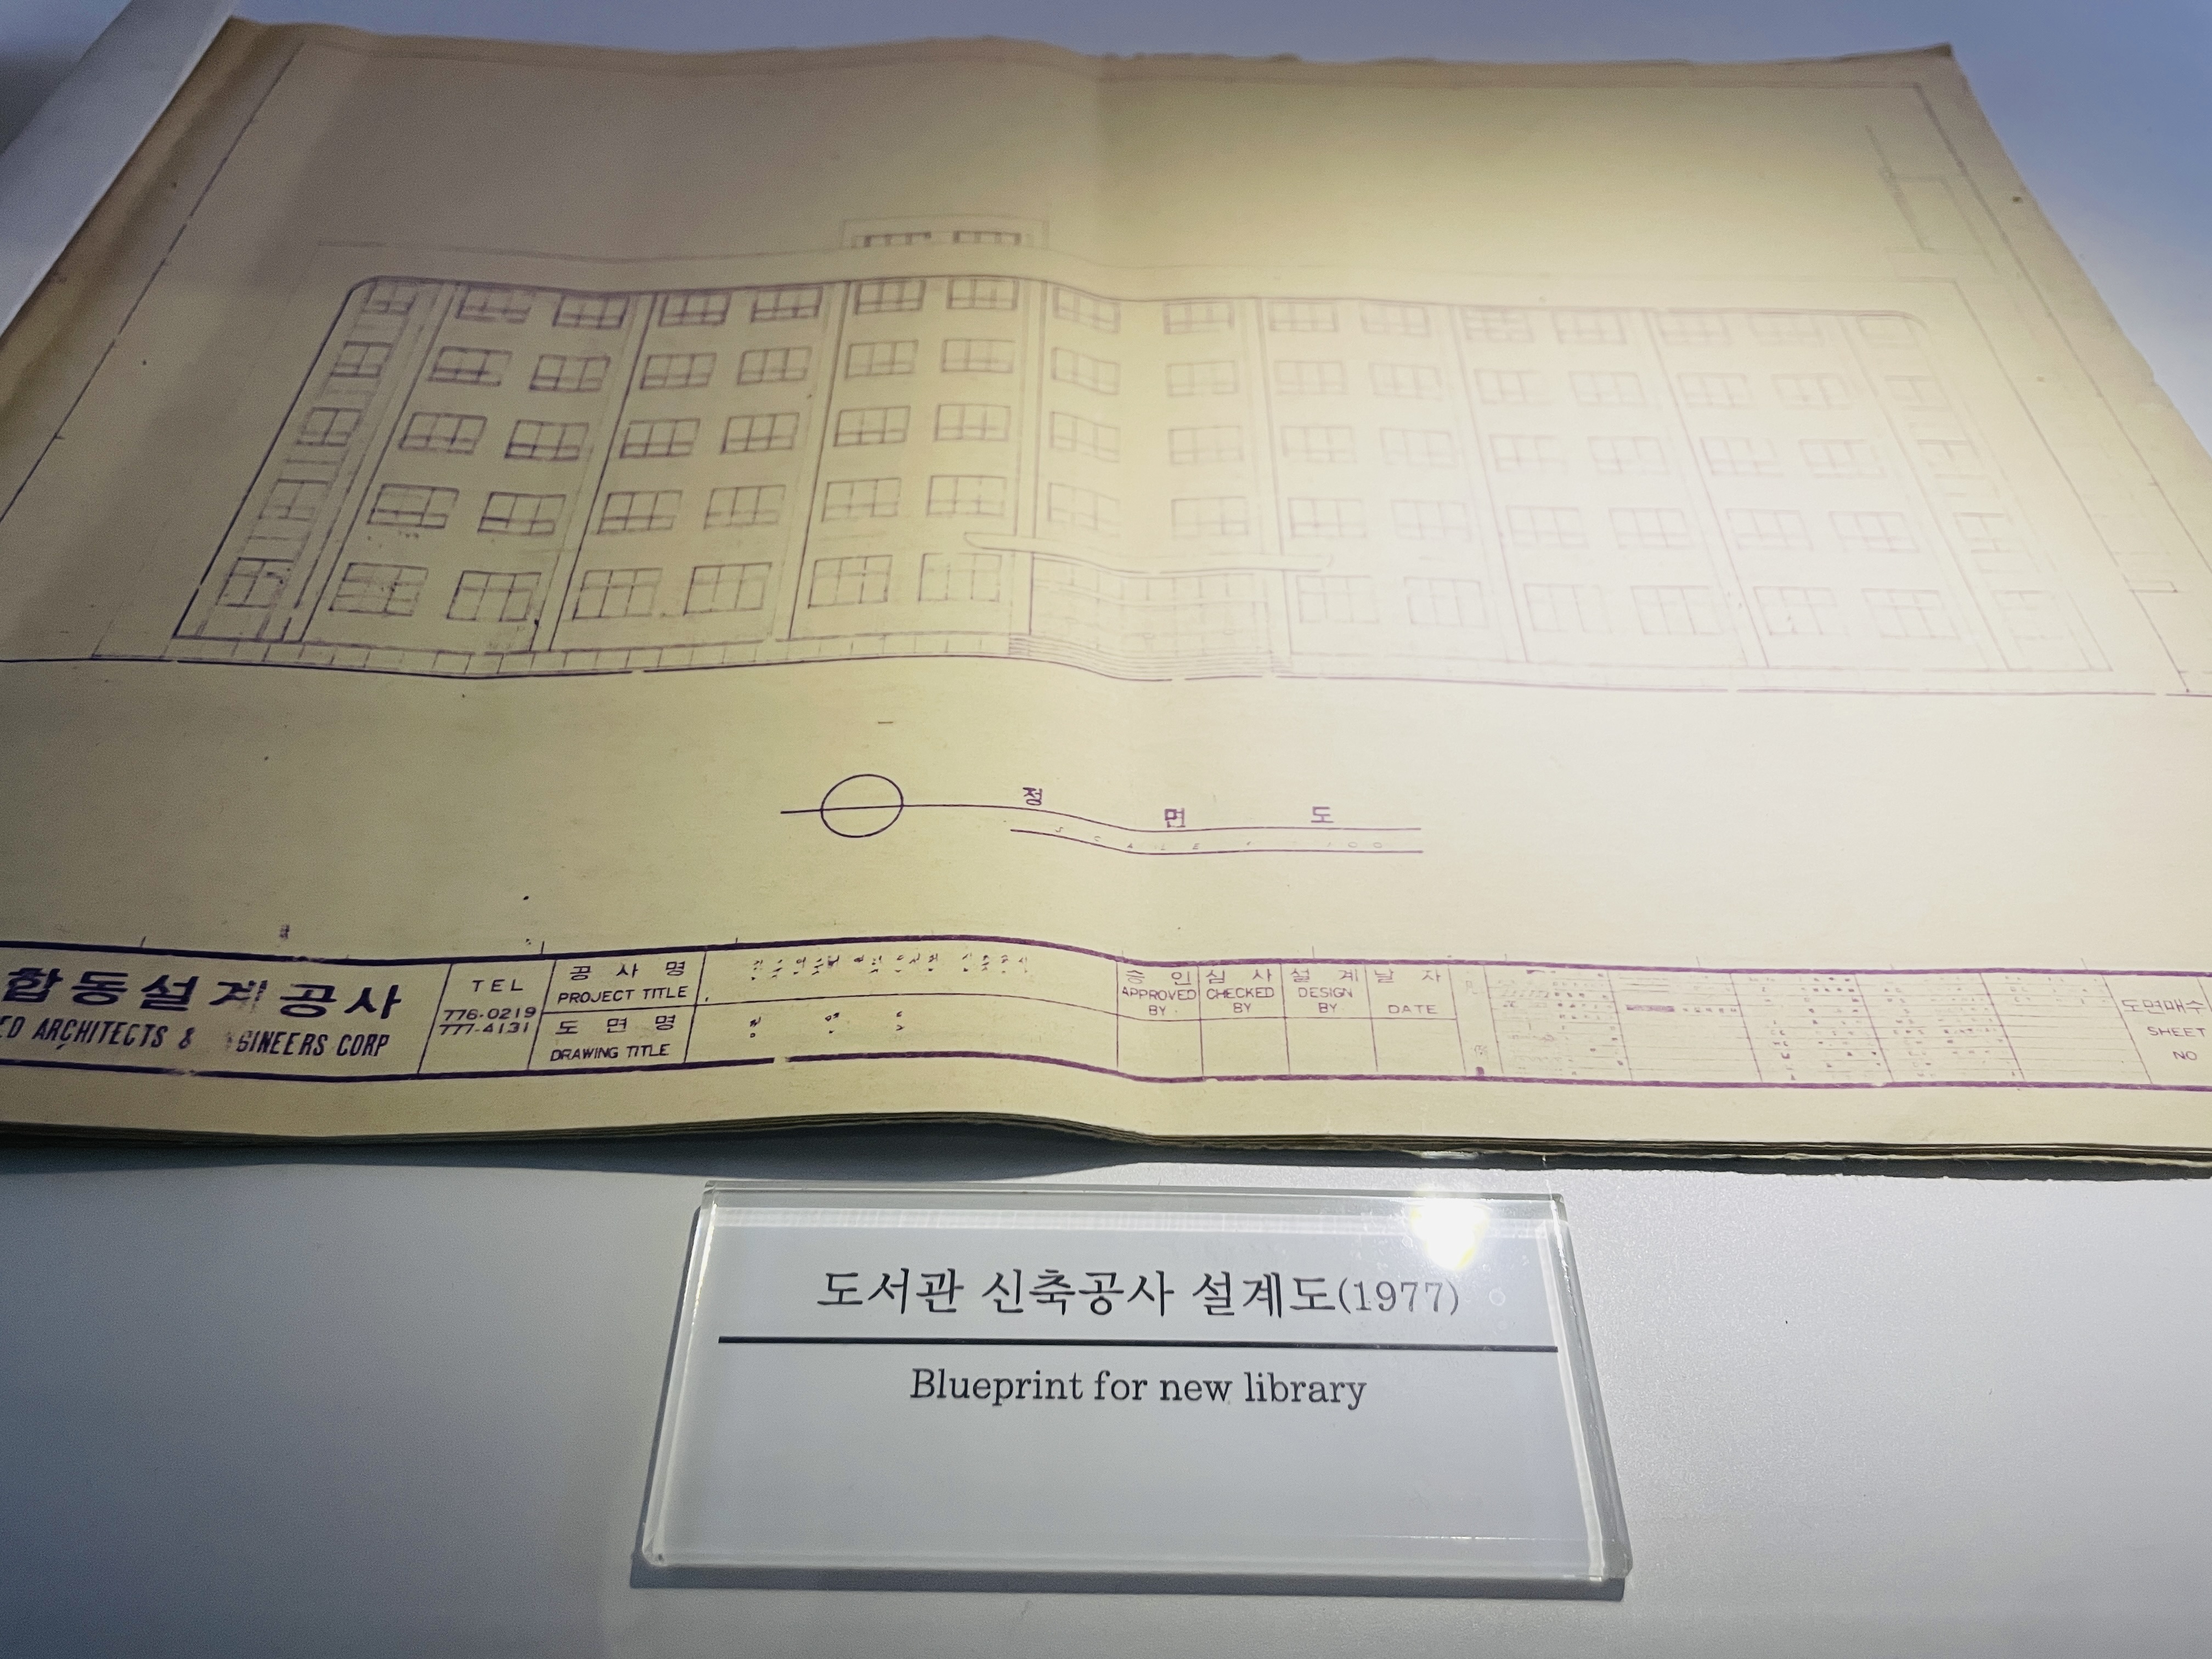 정 면 도
SCALE 1 100
합동설계공사
ED ARCHITECTS & GINEERS CORP
TEL
776-0219
777-4131
공사명
PROJECT TITLE
도면명
DRAWING TITLE
승인
APPROVED
BY
심사
CHECKED
BY
설계
DESIGN
BY
날자
DATE
도면매수
SHEET
NO
도서관 신축공사 설계도(1977)
Blueprint for new library